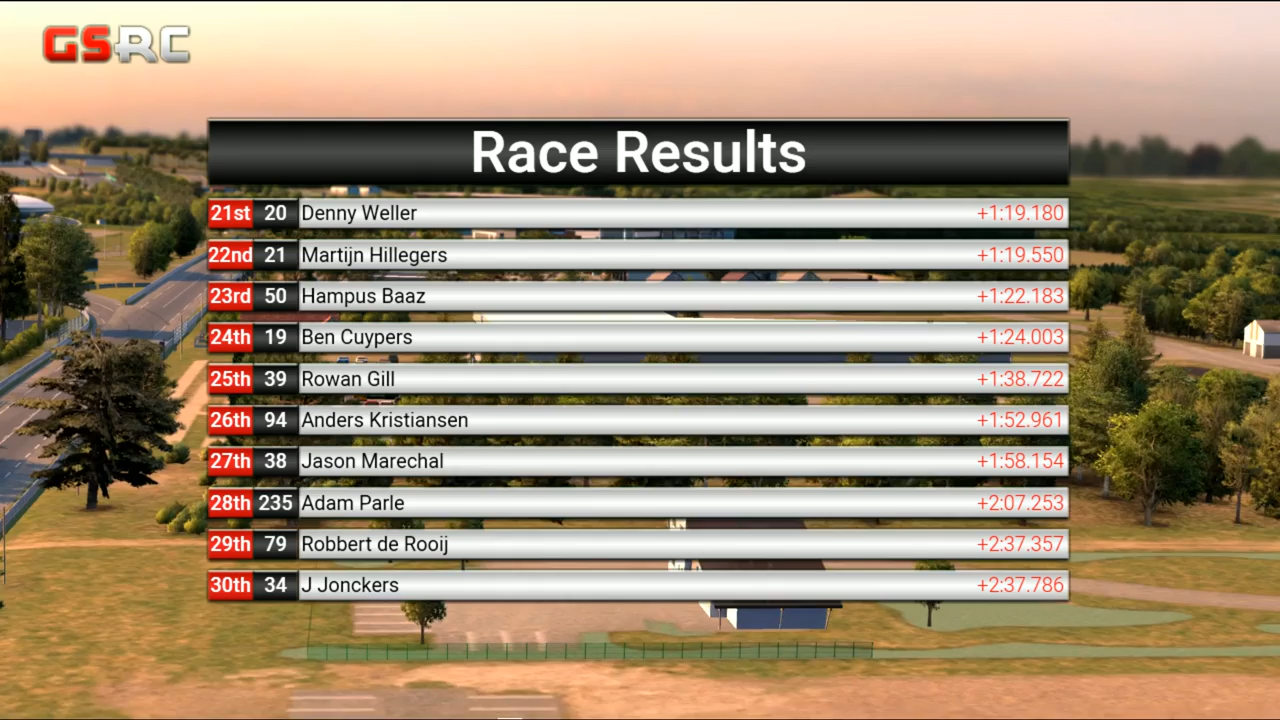 GSRC
Race Results
21st 20 Denny Weller +1:19.180
22nd 21 Martijn Hillegers +1:19.550
23rd 50 Hampus Baaz +1:22.183
24th 19 Ben Cuypers +1:24.003
25th 39 Rowan Gill +1:38.722
26th 94 Anders Kristiansen +1:52.961
27th 38 Jason Marechal +1:58.154
28th 235 Adam Parle +2:07.253
29th 79 Robbert de Rooij +2:37.357
30th 34 J Jonckers +2:37.786